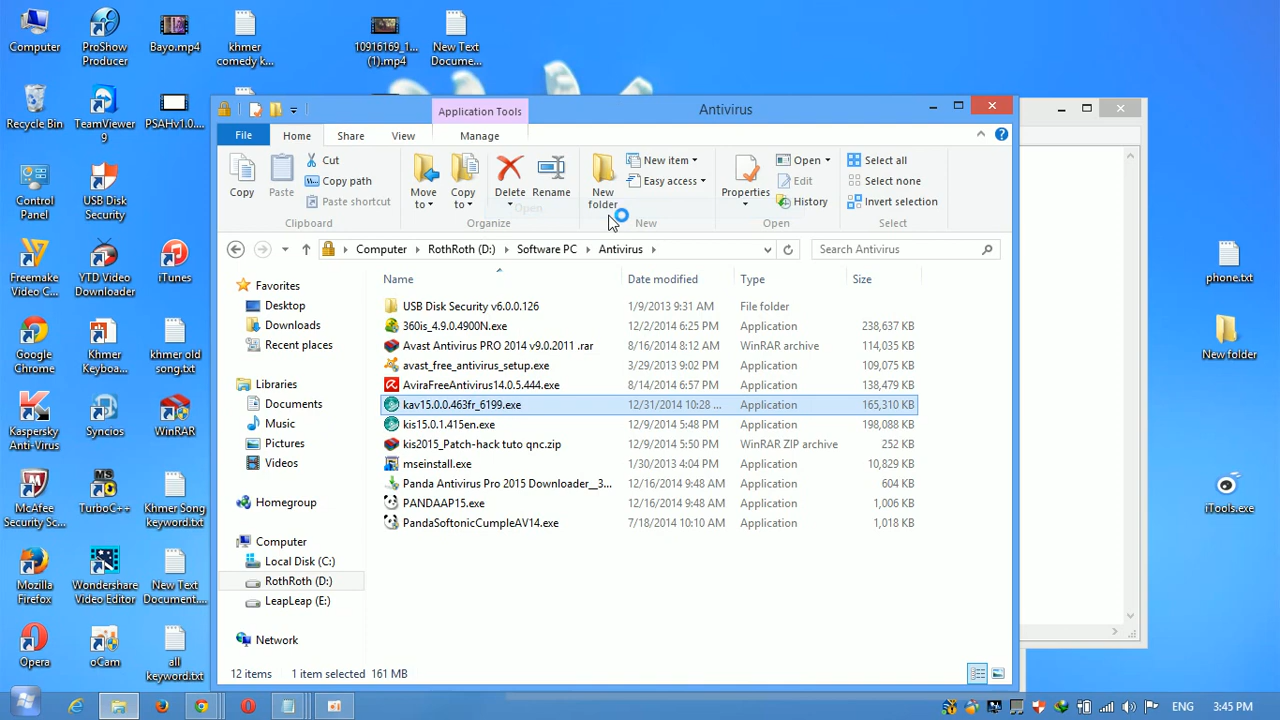 Computer
ProShow
Producer
Bayo.mp4
khmer
comedy k...
10916169_1...
(1).mp4
New Text
Docume...
Recycle Bin
TeamViewer
9
PSAHv1.0....
Control
Panel
USB Disk
Security
Freemake
Video C...
YTD Video
Downloader
iTunes
Google
Chrome
Khmer
Keyboa...
khmer old
song.txt
Kaspersky
Anti-Virus
Syncios
WinRAR
McAfee
Security Sc...
TurboC++
Khmer Song
keyword.txt
Mozilla
Firefox
Wondershare
Video Editor
New Text
Document....
Opera
oCam
all
keyword.txt
phone.txt
New folder
iTools.exe
Application Tools
Antivirus
File
Home
Share
View
Manage
Copy
Paste
Cut
Copy path
Paste shortcut
Clipboard
Move
to
Copy
to
Delete
Rename
Organize
Open
New
folder
New item
Easy access
New
Properties
Open
Edit
History
Open
Select all
Select none
Invert selection
Select
Computer
RothRoth (D:)
Software PC
Antivirus
Search Antivirus
Favorites
Desktop
Downloads
Recent places
Libraries
Documents
Music
Pictures
Videos
Homegroup
Computer
Local Disk (C:)
RothRoth (D:)
LeapLeap (E:)
Network
Name Date modified Type Size
USB Disk Security v6.0.0.126 1/9/2013 9:31 AM File folder
360is_4.9.0.4900N.exe 12/2/2014 6:25 PM Application 238,637 KB
Avast Antivirus PRO 2014 v9.0.2011 .rar 8/16/2014 8:12 AM WinRAR archive 114,035 KB
avast_free_antivirus_setup.exe 3/29/2013 9:02 PM Application 109,075 KB
AviraFreeAntivirus14.0.5.444.exe 8/14/2014 6:57 PM Application 138,479 KB
kav15.0.0.463fr_6199.exe 12/31/2014 10:28 ... Application 165,310 KB
kis15.0.1.415en.exe 12/9/2014 5:48 PM Application 198,088 KB
kis2015_Patch-hack tuto qnc.zip 12/9/2014 5:50 PM WinRAR ZIP archive 252 KB
mseinstall.exe 1/30/2013 4:04 PM Application 10,829 KB
Panda Antivirus Pro 2015 Downloader__3... 12/16/2014 9:48 AM Application 604 KB
PANDAAP15.exe 12/16/2014 9:48 AM Application 1,006 KB
PandaSoftonicCumpleAV14.exe 7/18/2014 10:10 AM Application 1,018 KB
12 items 1 item selected 161 MB
ENG 3:45 PM